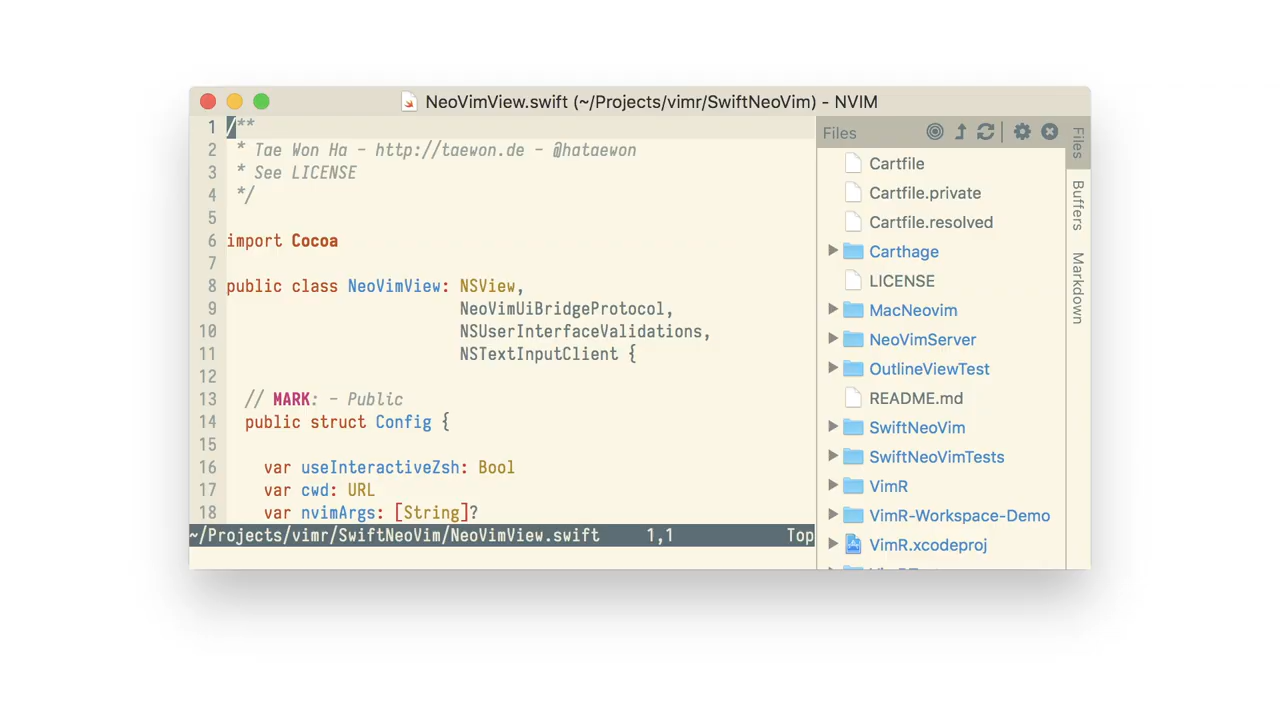 NeoVimView.swift (~/Projects/vimr/SwiftNeoVim) - NVIM
1 /**
2 * Tae Won Ha - http://taewon.de - @hataewon
3 * See LICENSE
4 */
5
6 import Cocoa
7
8 public class NeoVimView: NSView,
9 NeoVimUiBridgeProtocol,
10 NSUserInterfaceValidations,
11 NSTextInputClient {
12
13 // MARK: - Public
14 public struct Config {
15
16 var useInteractiveZsh: Bool
17 var cwd: URL
18 var nvimArgs: [String]?
~/Projects/vimr/SwiftNeoVim/NeoVimView.swift 1,1 Top
Files
Cartfile
Cartfile.private
Cartfile.resolved
Carthage
LICENSE
MacNeovim
NeoVimServer
OutlineViewTest
README.md
SwiftNeoVim
SwiftNeoVimTests
VimR
VimR-Workspace-Demo
VimR.xcodeproj
Files
Buffers
Markdown